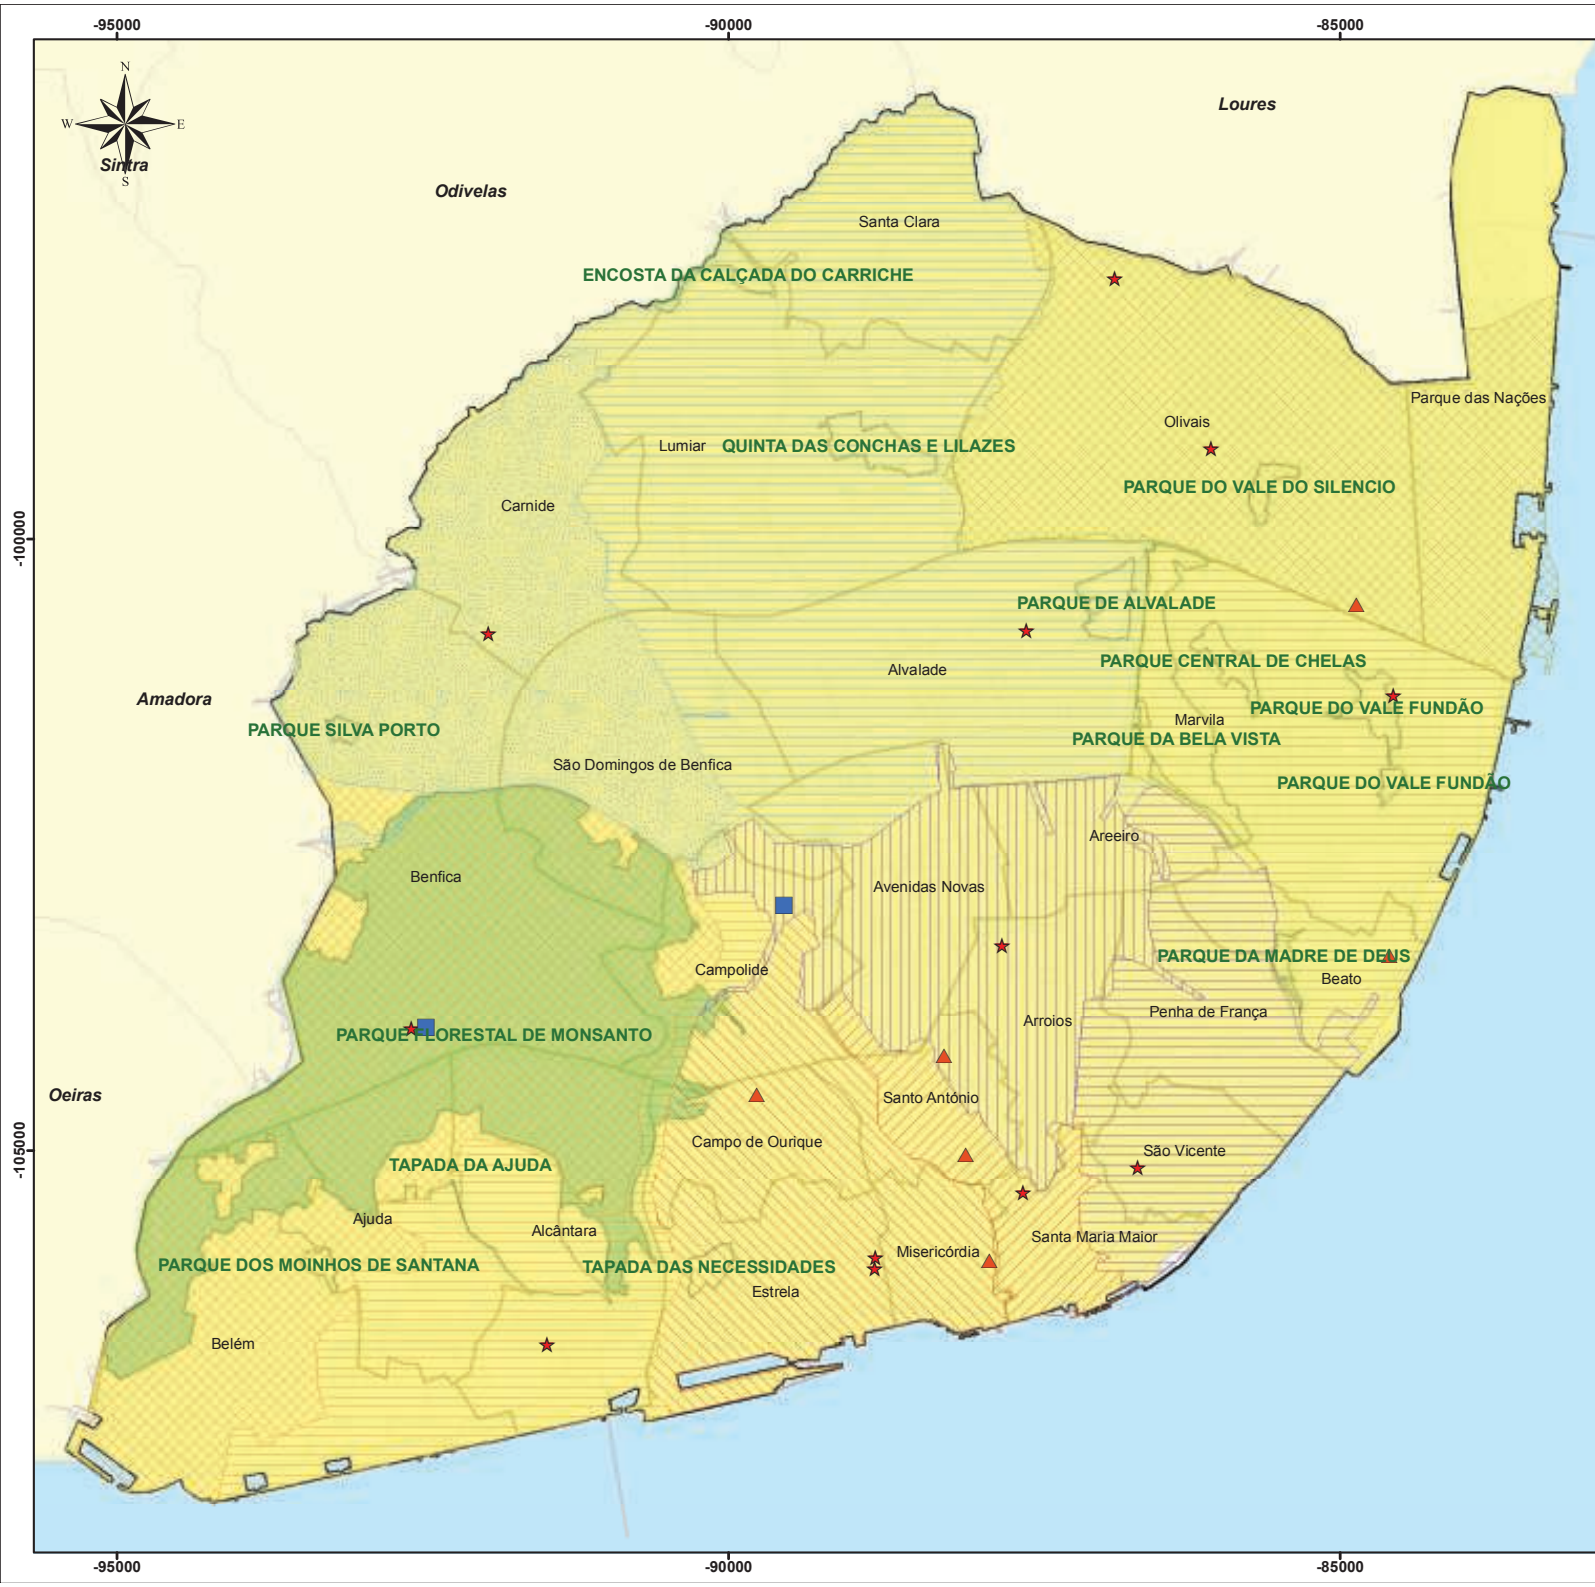 -95000
-90000
-85000
N
W
E
S
Sintra
Loures
Odivelas
Santa Clara
ENCOSTA DA CALÇADA DO CARRICHE
Parque das Nações
Olivais
Lumiar
QUINTA DAS CONCHAS E LILAZES
PARQUE DO VALE DO SILENCIO
Carnide
-100000
PARQUE DE ALVALADE
PARQUE CENTRAL DE CHELAS
Alvalade
Amadora
PARQUE DO VALE FUNDÃO
Marvila
PARQUE SILVA PORTO
PARQUE DA BELA VISTA
São Domingos de Benfica
PARQUE DO VALE FUNDÃO
Areeiro
Benfica
Avenidas Novas
PARQUE DA MADRE DE DEUS
Campolide
Beato
Penha de França
Arroios
PARQUE FLORESTAL DE MONSANTO
Oeiras
Santo António
Campo de Ourique
-105000
São Vicente
TAPADA DA AJUDA
Ajuda
Alcântara
Santa Maria Maior
Misericórdia
PARQUE DOS MOINHOS DE SANTANA
TAPADA DAS NECESSIDADES
Estrela
Belém
-95000
-90000
-85000